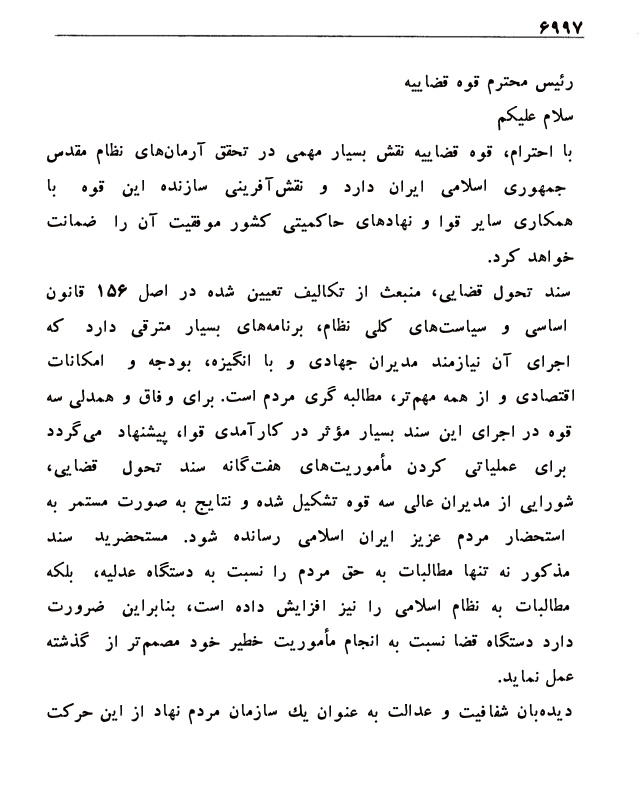 ۶۹۹۷
رئیس محترم قوه قضاییه
سلام علیکم
با احترام، قوه قضاییه نقش بسیار مهمی در تحقق آرمان‌های نظام مقدس
جمهوری اسلامی ایران دارد و نقش‌آفرینی سازنده این قوه با
همکاری سایر قوا و نهادهای حاکمیتی کشور موفقیت آن را ضمانت
خواهد کرد.
سند تحول قضایی، منبعث از تکالیف تعیین شده در اصل ۱۵۶ قانون
اساسی و سیاست‌های کلی نظام، برنامه‌های بسیار مترقی دارد که
اجرای آن نیازمند مدیران جهادی و با انگیزه، بودجه و امکانات
اقتصادی و از همه مهم‌تر، مطالبه گری مردم است. برای وفاق و همدلی سه
قوه در اجرای این سند بسیار مؤثر در کارآمدی قوا، پیشنهاد می‌گردد
برای عملیاتی کردن مأموریت‌های هفت‌گانه سند تحول قضایی،
شورایی از مدیران عالی سه قوه تشکیل شده و نتایج به صورت مستمر به
استحضار مردم عزیز ایران اسلامی رسانده شود. مستحضرید سند
مذکور نه تنها مطالبات به حق مردم را نسبت به دستگاه عدلیه، بلکه
مطالبات به نظام اسلامی را نیز افزایش داده است، بنابراین ضرورت
دارد دستگاه قضا نسبت به انجام مأموریت خطیر خود مصمم‌تر از گذشته
عمل نماید.
دیده‌بان شفافیت و عدالت به عنوان یك سازمان مردم نهاد از این حرکت